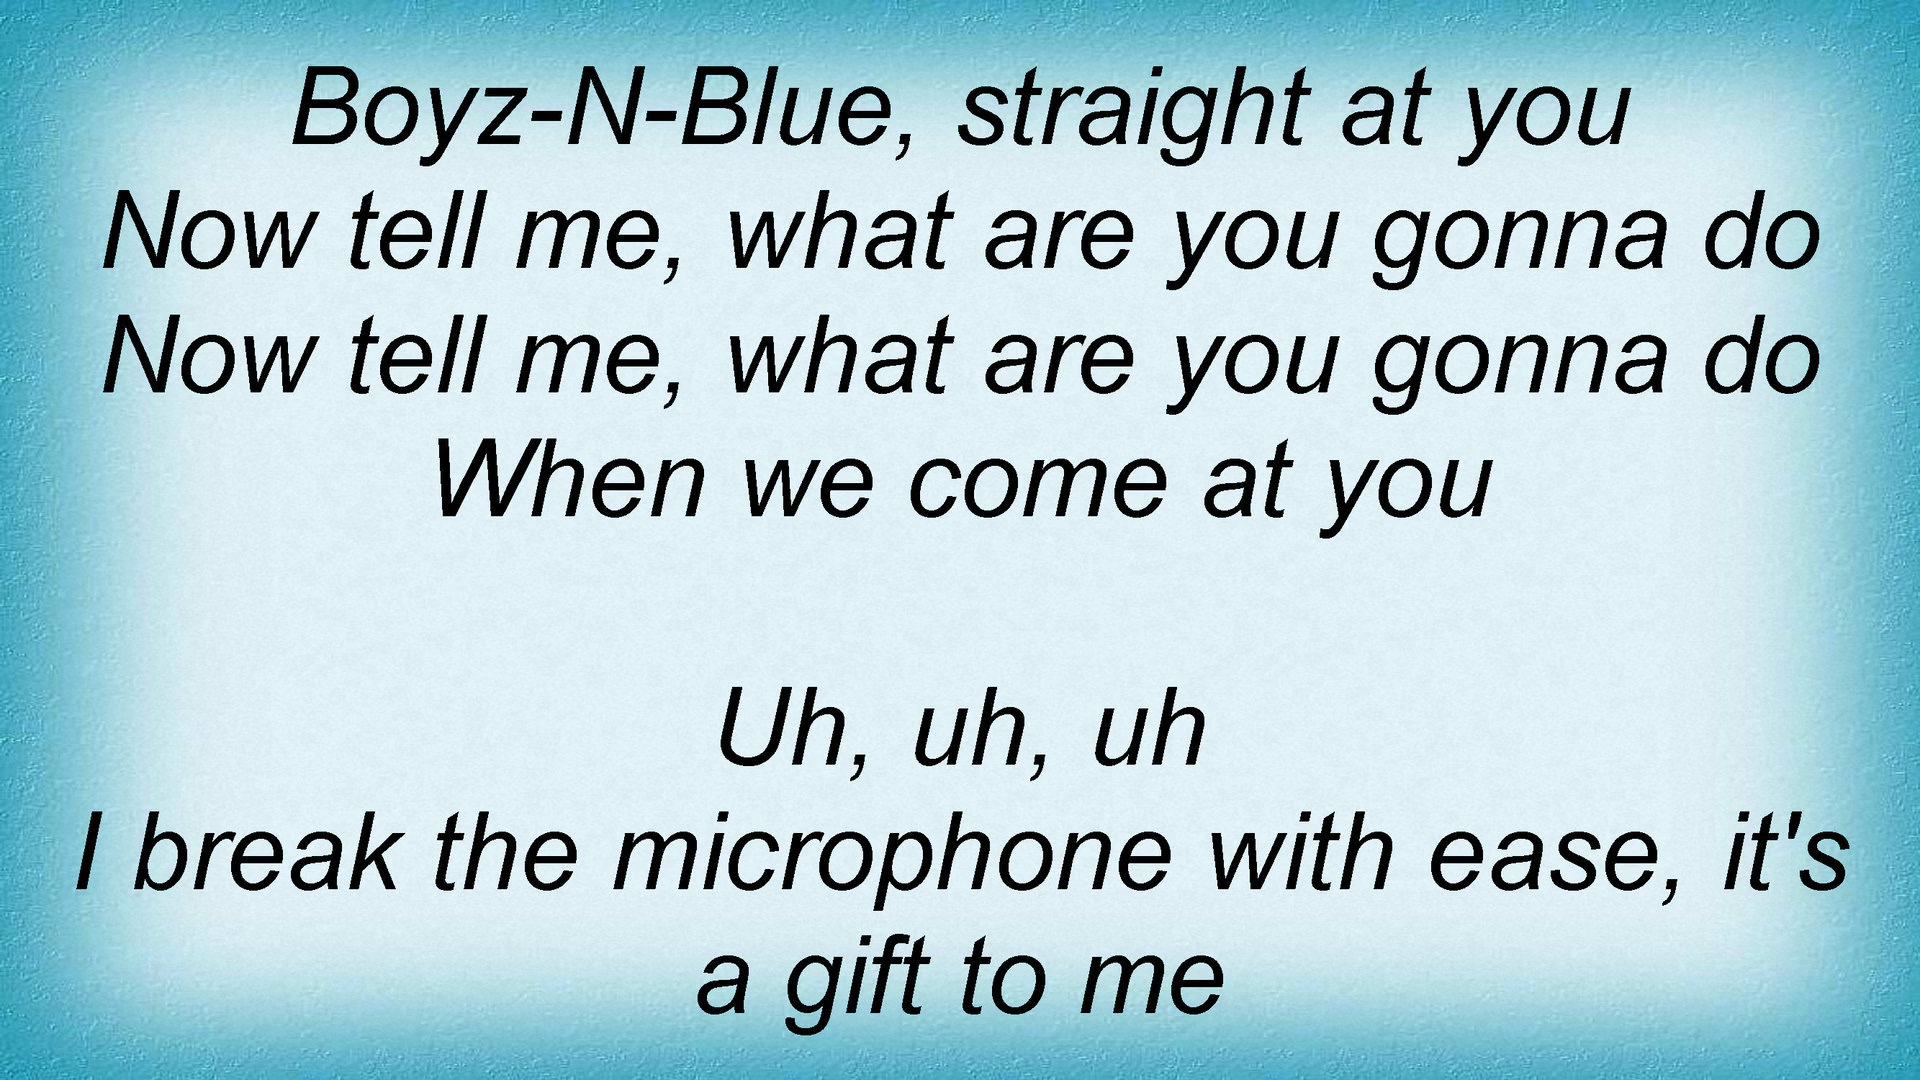 Boyz-N-Blue, straight at you
Now tell me, what are you gonna do
Now tell me, what are you gonna do
When we come at you
Uh, uh, uh
I break the microphone with ease, it's
a gift to me